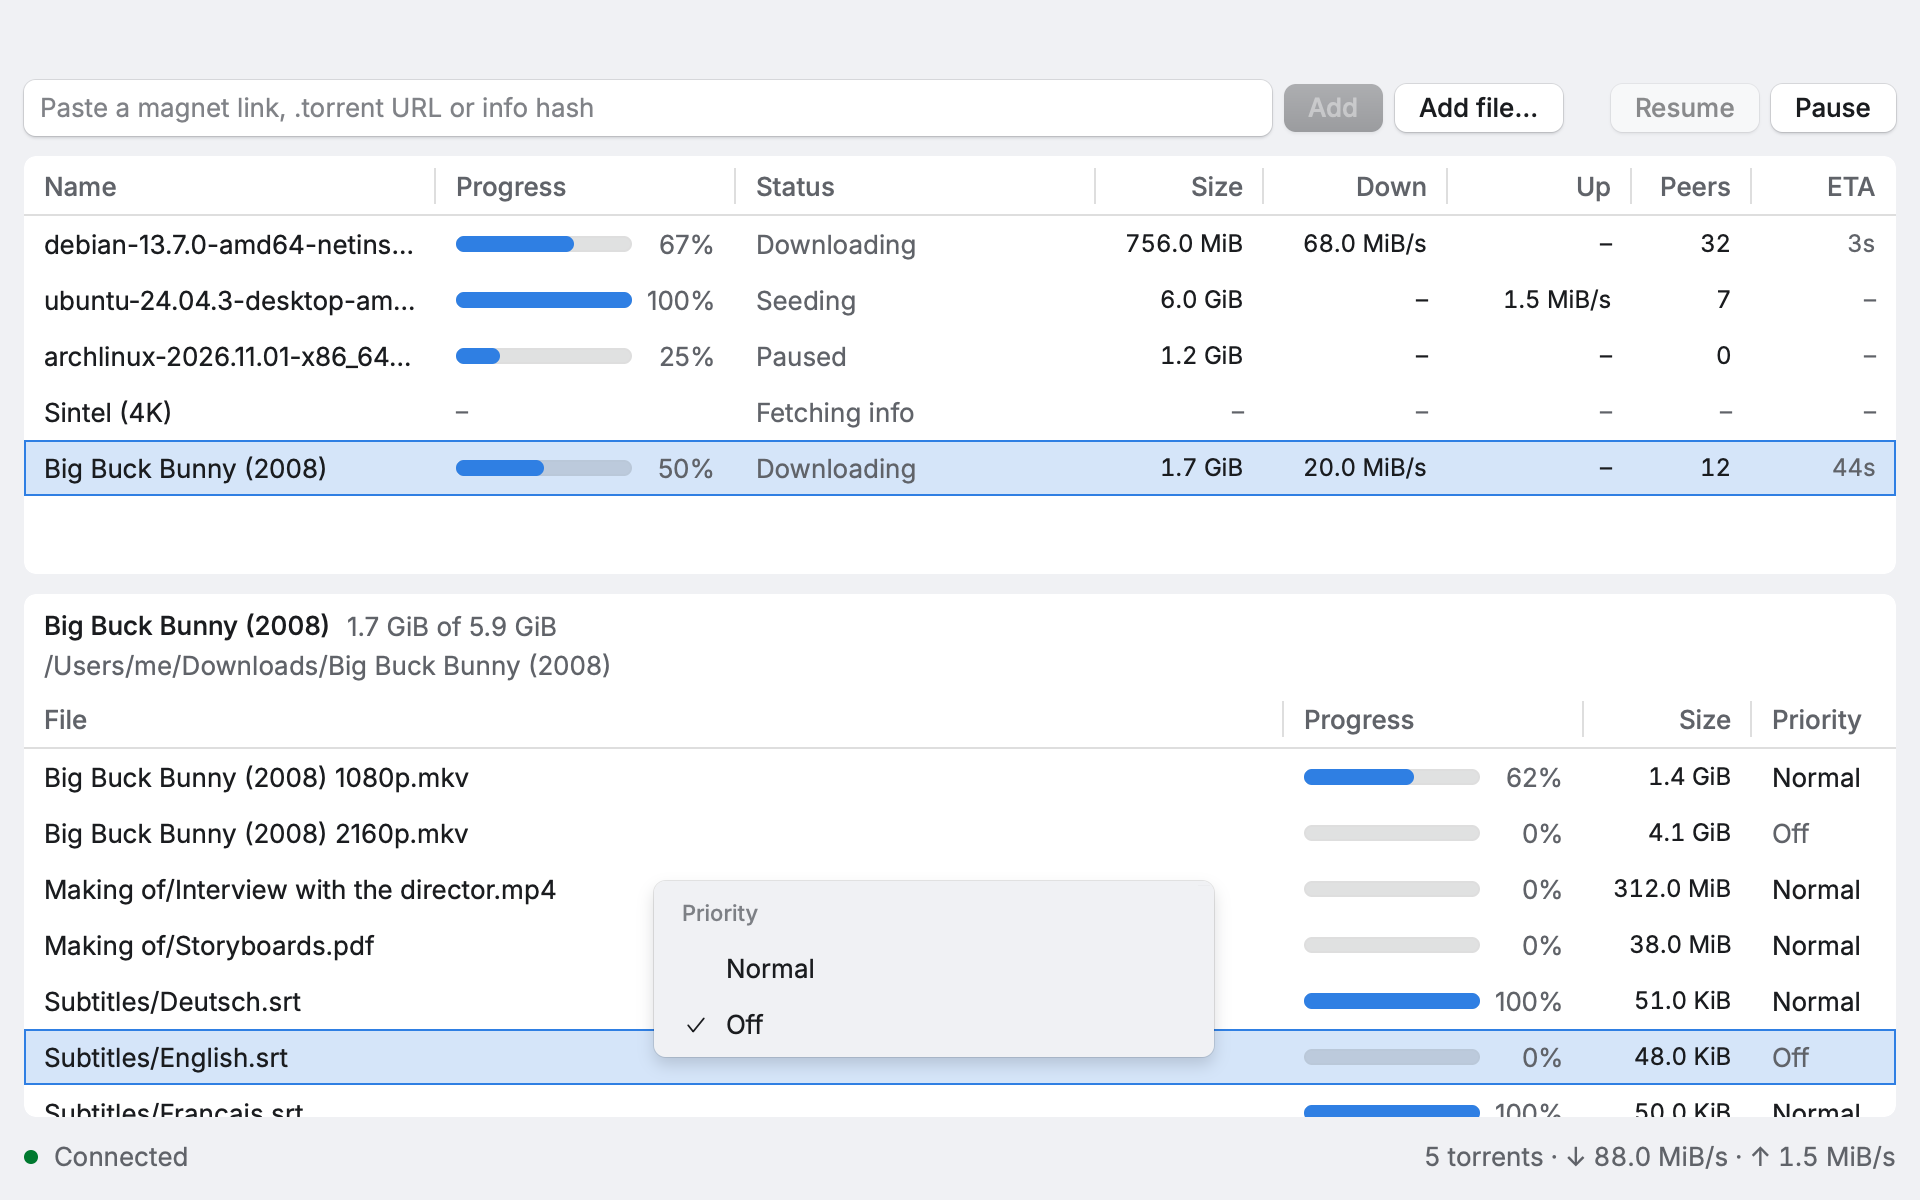 Paste a magnet link, .torrent URL or info hash Add Add file... Resume Pause
Name Progress Status Size Down Up Peers ETA
debian-13.7.0-amd64-netins... 67% Downloading 756.0 MiB 68.0 MiB/s – 32 3s
ubuntu-24.04.3-desktop-am... 100% Seeding 6.0 GiB – 1.5 MiB/s 7 –
archlinux-2026.11.01-x86_64... 25% Paused 1.2 GiB – – 0 –
Sintel (4K) – Fetching info – – – – –
Big Buck Bunny (2008) 50% Downloading 1.7 GiB 20.0 MiB/s – 12 44s
Big Buck Bunny (2008) 1.7 GiB of 5.9 GiB
/Users/me/Downloads/Big Buck Bunny (2008)
File Progress Size Priority
Big Buck Bunny (2008) 1080p.mkv 62% 1.4 GiB Normal
Big Buck Bunny (2008) 2160p.mkv 0% 4.1 GiB Off
Making of/Interview with the director.mp4 0% 312.0 MiB Normal
Making of/Storyboards.pdf 0% 38.0 MiB Normal
Subtitles/Deutsch.srt 100% 51.0 KiB Normal
Subtitles/English.srt 0% 48.0 KiB Off
Subtitles/Français.srt 100% 50.0 KiB Normal
Priority
Normal
✓ Off
Connected 5 torrents · ↓ 88.0 MiB/s · ↑ 1.5 MiB/s